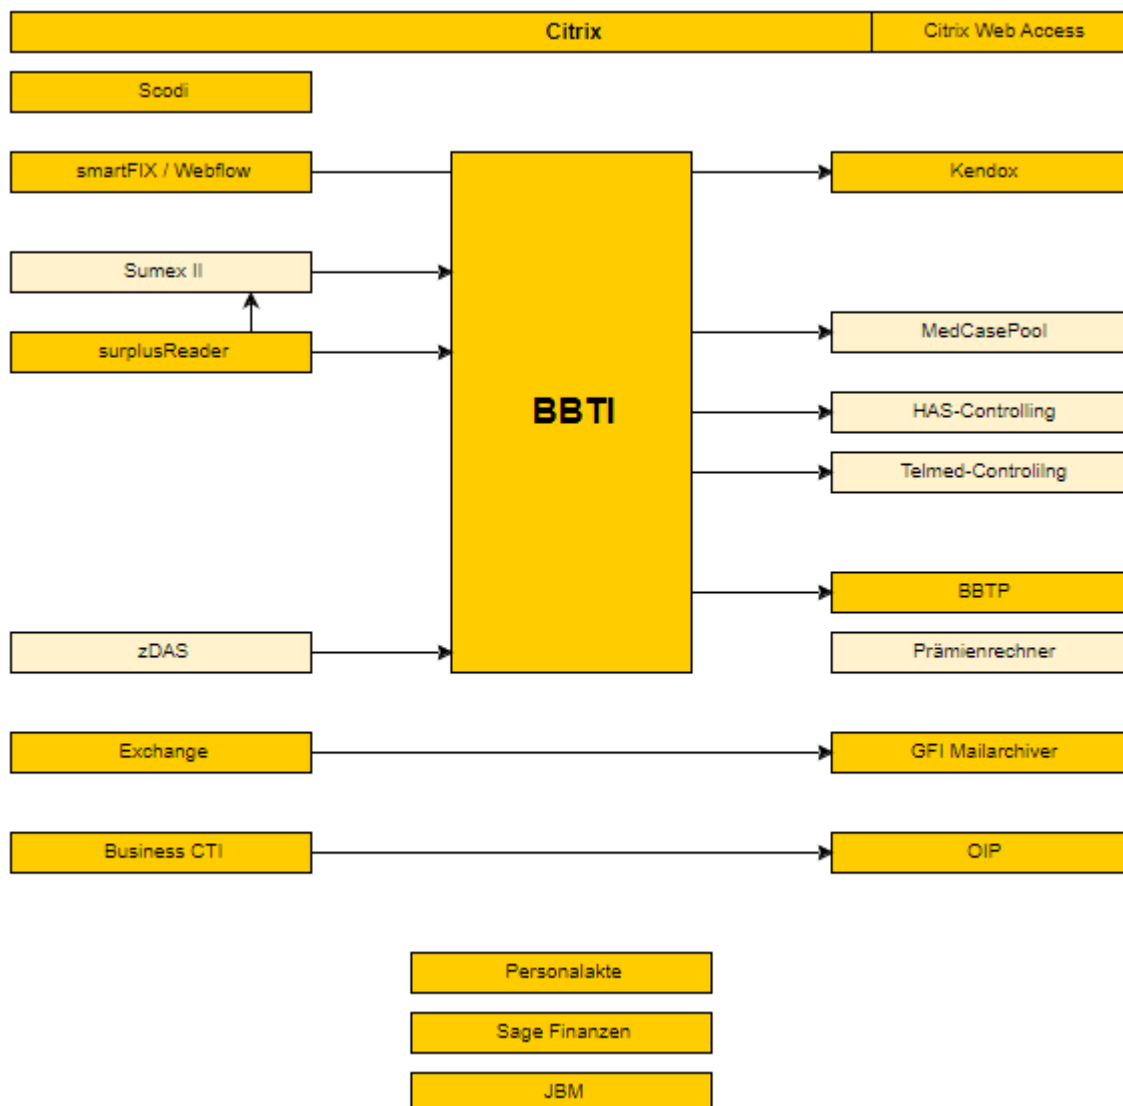 Citrix
Citrix Web Access
Scodi
smartFIX / Webflow
Kendox
Sumex II
MedCasePool
surplusReader
BBTI
HAS-Controlling
Telmed-Controlilng
BBTP
zDAS
Prämienrechner
Exchange
GFI Mailarchiver
Business CTI
OIP
Personalakte
Sage Finanzen
JBM